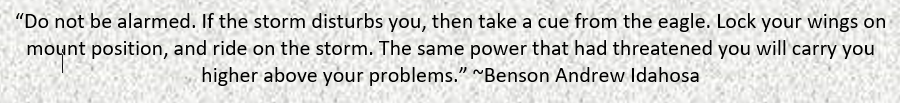 “Do not be alarmed. If the storm disturbs you, then take a cue from the eagle. Lock your wings on
mount position, and ride on the storm. The same power that had threatened you will carry you
higher above your problems.” ~Benson Andrew Idahosa